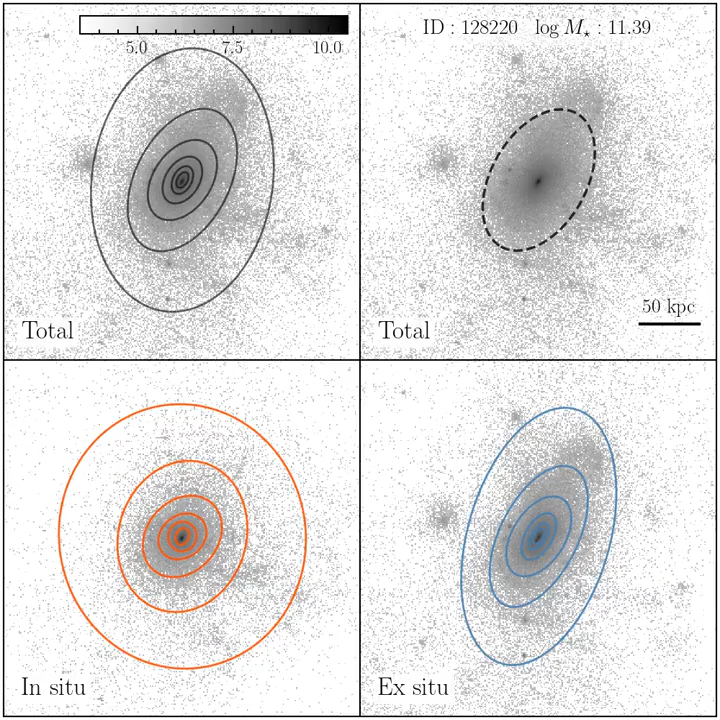 5.0 7.5 10.0
ID : 128220 log M⋆ : 11.39
Total
Total
50 kpc
In situ
Ex situ